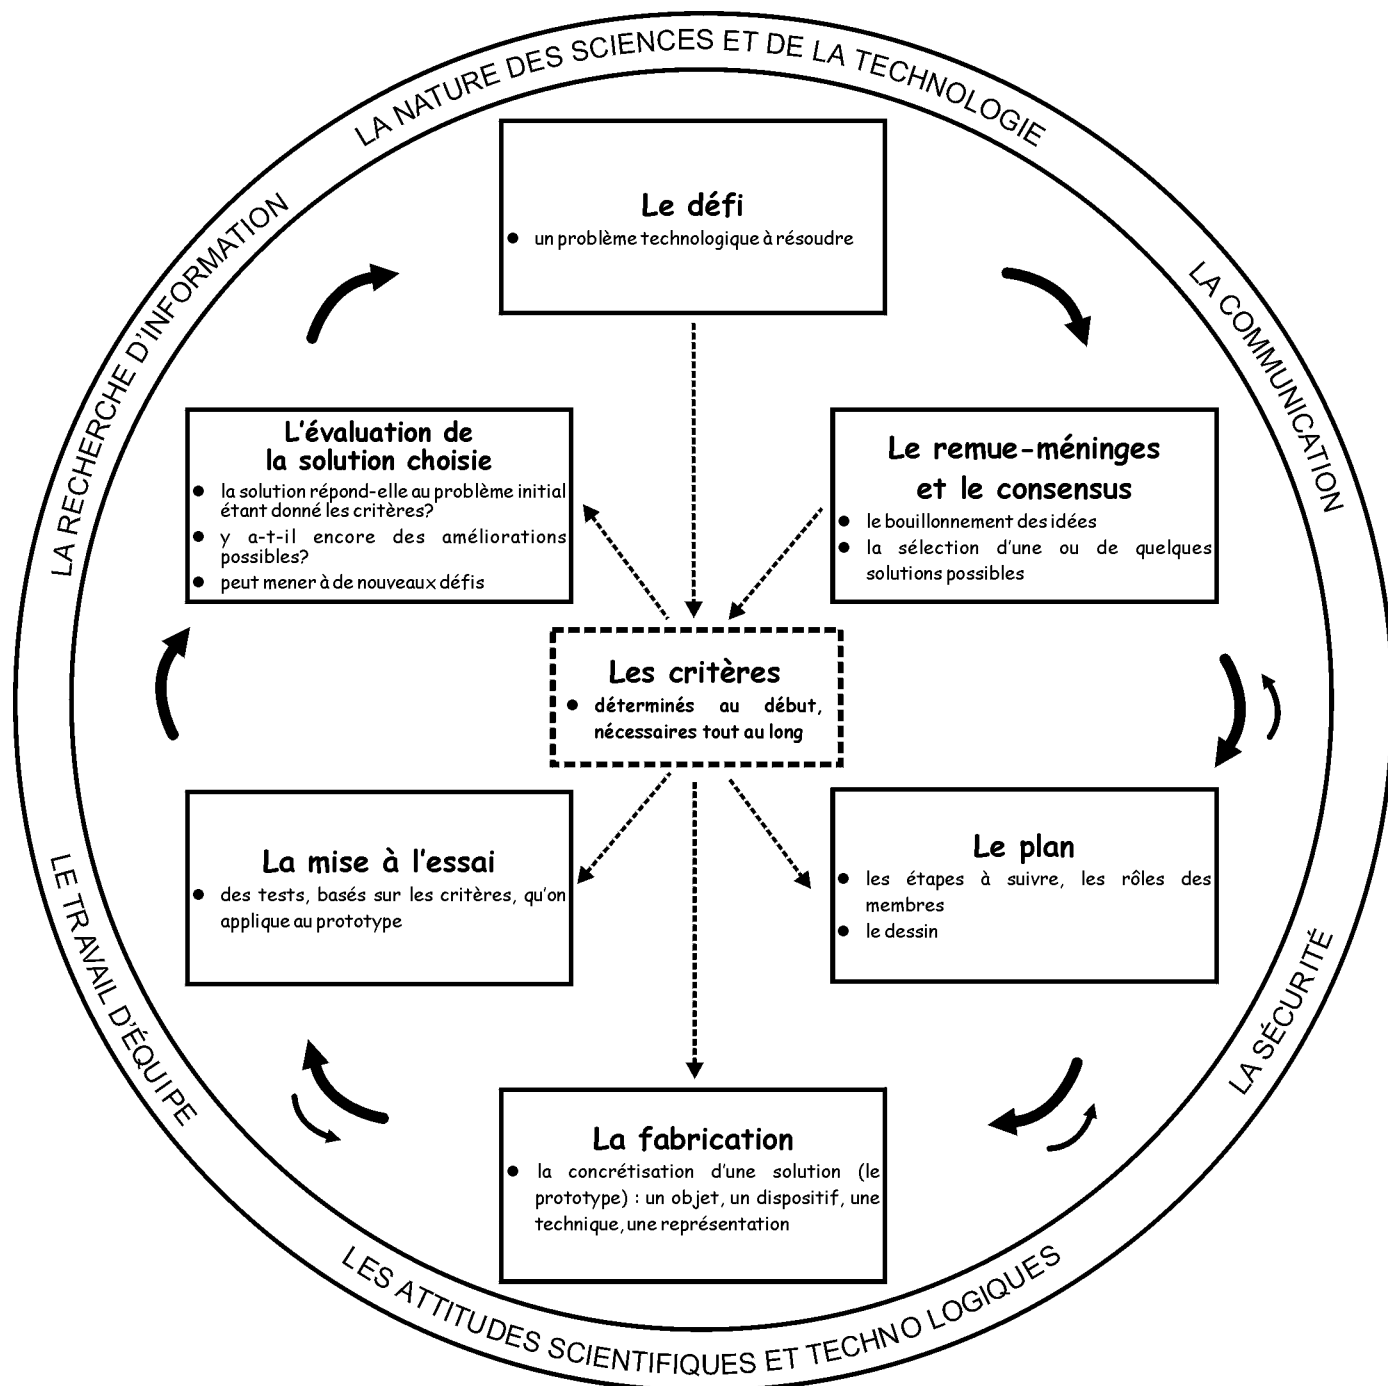 LA NATURE DES SCIENCES ET DE LA TECHNOLOGIE
LA COMMUNICATION
LA SÉCURITÉ
LES ATTITUDES SCIENTIFIQUES ET TECHNOLOGIQUES
LE TRAVAIL D'ÉQUIPE
LA RECHERCHE D'INFORMATION
Le défi
● un problème technologique à résoudre
Le remue-méninges
et le consensus
● le bouillonnement des idées
● la sélection d'une ou de quelques
solutions possibles
Le plan
● les étapes à suivre, les rôles des
membres
● le dessin
La fabrication
● la concrétisation d'une solution (le
prototype) : un objet, un dispositif, une
technique, une représentation
La mise à l'essai
● des tests, basés sur les critères, qu'on
applique au prototype
L'évaluation de
la solution choisie
● la solution répond-elle au problème initial
étant donné les critères?
● y a-t-il encore des améliorations
possibles?
● peut mener à de nouveaux défis
Les critères
● déterminés au début,
nécessaires tout au long